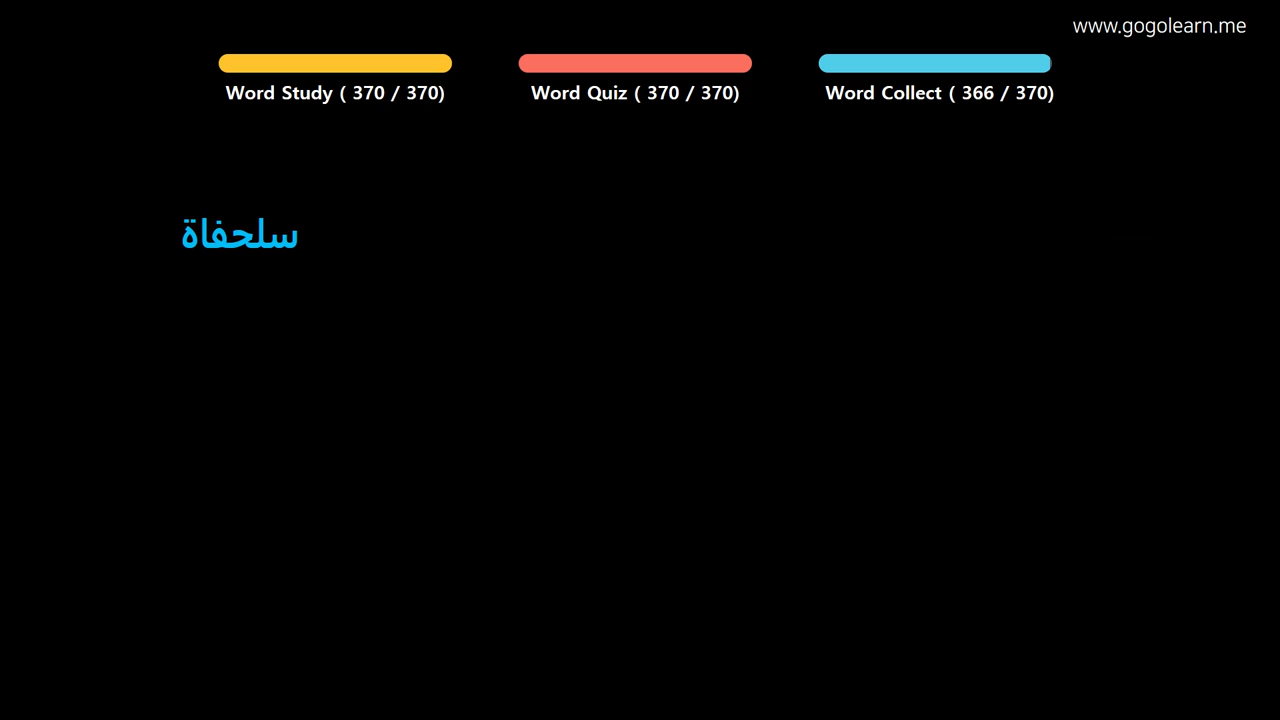 www.gogolearn.me
Word Study ( 370 / 370)
Word Quiz ( 370 / 370)
Word Collect ( 366 / 370)
سلحفاة